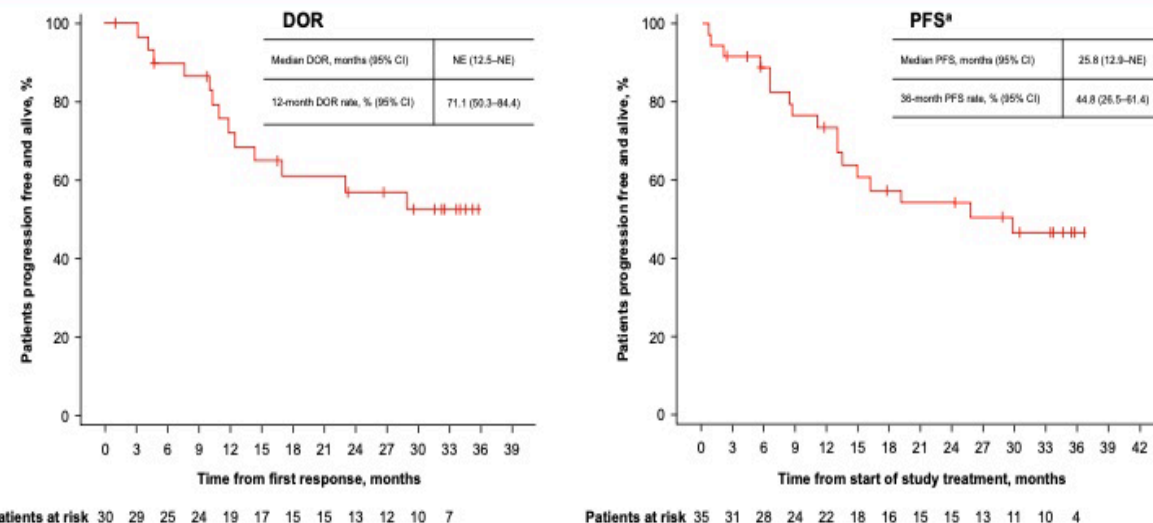 DOR
Median DOR, months (95% CI) NE (12.5–NE)
12-month DOR rate, % (95% CI) 71.1 (50.3–84.4)
Patients progression free and alive, %
100
80
60
40
20
0
0 3 6 9 12 15 18 21 24 27 30 33 36 39
Time from first response, months
atients at risk 30 29 25 24 19 17 15 15 13 12 10 7
PFSª
Median PFS, months (95% CI) 25.8 (12.9–NE)
36-month PFS rate, % (95% CI) 44.8 (26.5–61.4)
Patients progression free and alive, %
100
80
60
40
20
0
0 3 6 9 12 15 18 21 24 27 30 33 36 39 42
Time from start of study treatment, months
Patients at risk 35 31 28 24 22 18 16 15 15 13 11 10 4